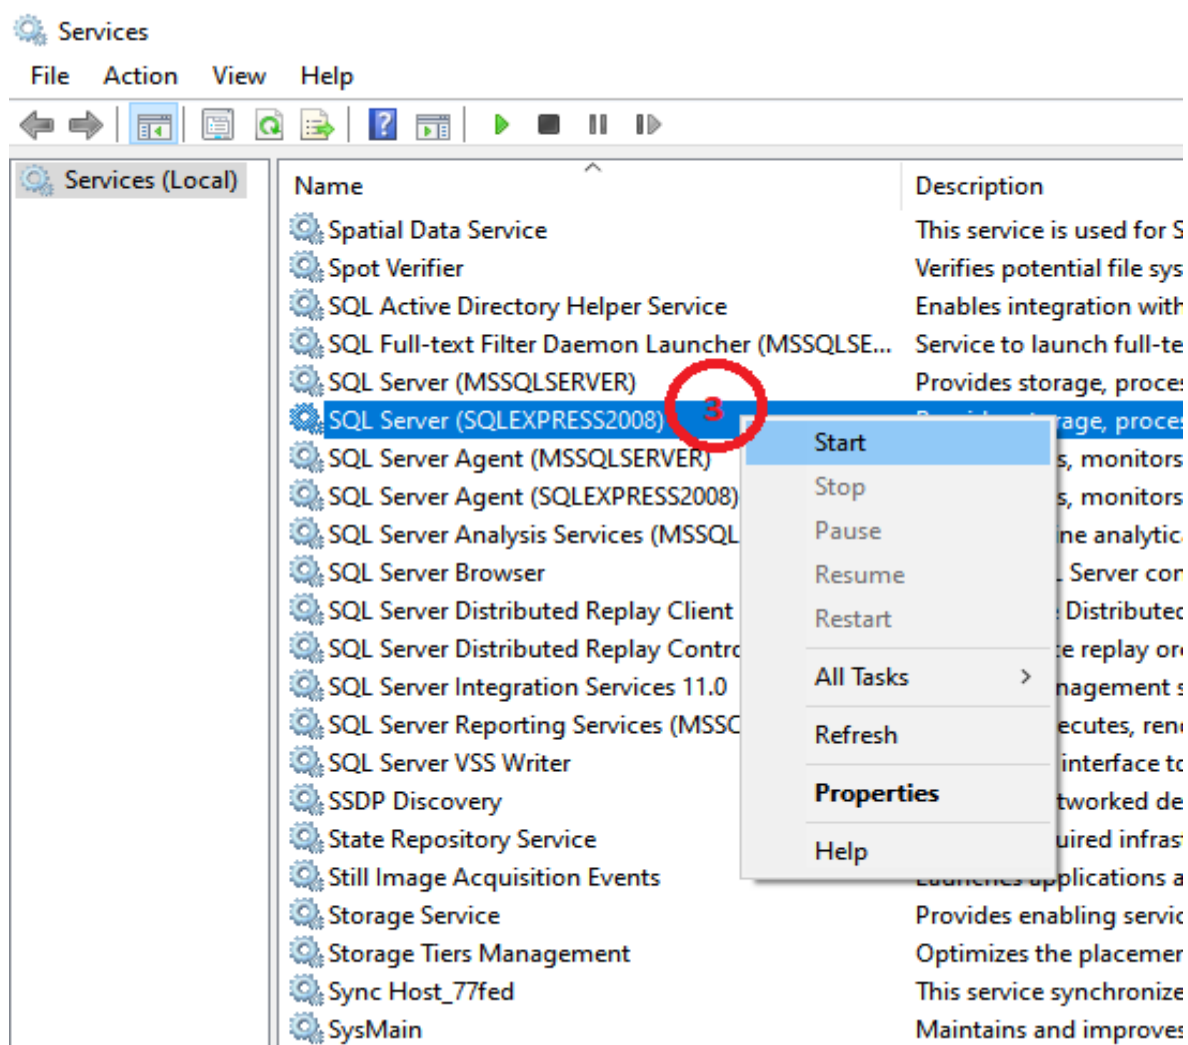 Services
File Action View Help
Services (Local)
Name Description
Spatial Data Service This service is used for S
Spot Verifier Verifies potential file sys
SQL Active Directory Helper Service Enables integration with
SQL Full-text Filter Daemon Launcher (MSSQLSE... Service to launch full-te
SQL Server (MSSQLSERVER) Provides storage, proces
3
SQL Server (SQLEXPRESS2008) rage, proces
Start
SQL Server Agent (MSSQLSERVER) s, monitors
Stop
SQL Server Agent (SQLEXPRESS2008) s, monitors
Pause
SQL Server Analysis Services (MSSQL ne analytica
Resume
SQL Server Browser Server con
Restart
SQL Server Distributed Replay Client Distributed
SQL Server Distributed Replay Contro te replay or
All Tasks
SQL Server Integration Services 11.0 nagement s
SQL Server Reporting Services (MSSC ecutes, ren
Refresh
SQL Server VSS Writer interface to
Properties
SSDP Discovery tworked de
State Repository Service uired infras
Help
Still Image Acquisition Events Launches applications a
Storage Service Provides enabling servic
Storage Tiers Management Optimizes the placemer
Sync Host_77fed This service synchronize
SysMain Maintains and improves